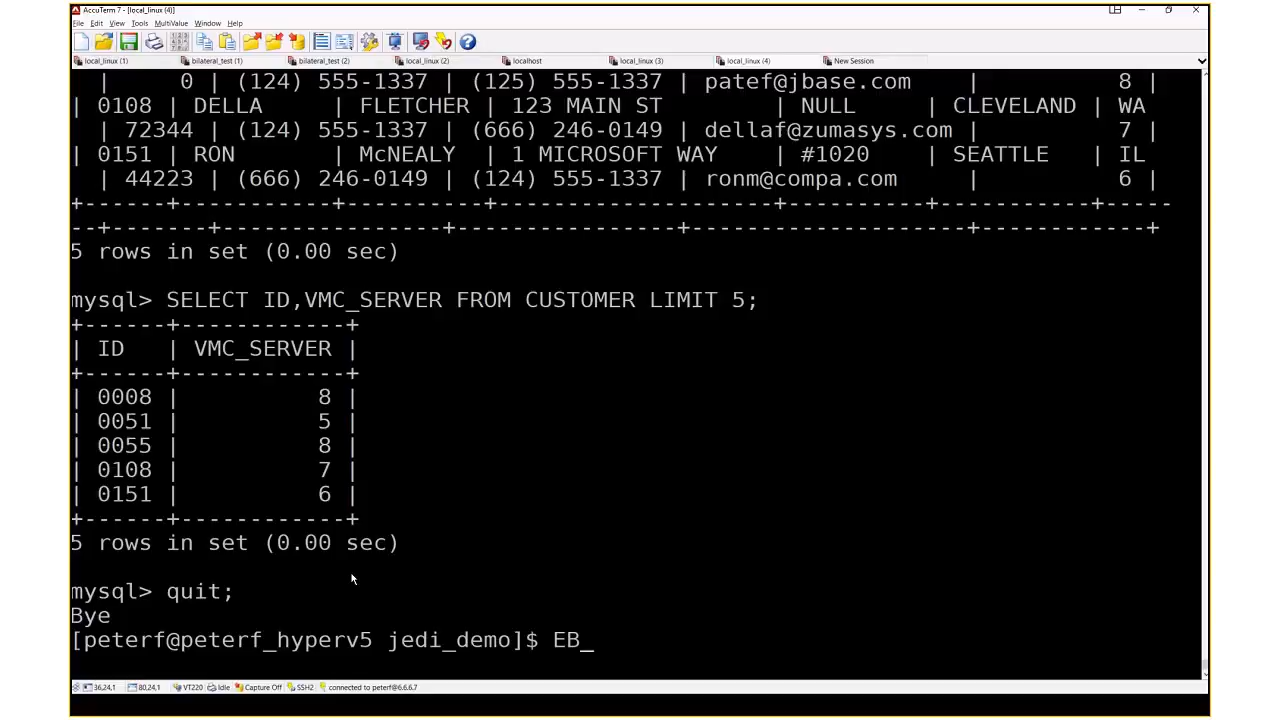 AccuTerm 7 - [local_linux (4)]
File Edit View Tools MultiValue Window Help
local_linux (1) bilateral_test (1) bilateral_test (2) local_linux (2) localhost local_linux (3) local_linux (4) New Session
| 0 | (124) 555-1337 | (125) 555-1337 | patef@jbase.com | 8 |
| 0108 | DELLA | FLETCHER | 123 MAIN ST | NULL | CLEVELAND | WA
| 72344 | (124) 555-1337 | (666) 246-0149 | dellaf@zumasys.com | 7 |
| 0151 | RON | McNEALY | 1 MICROSOFT WAY | #1020 | SEATTLE | IL
| 44223 | (666) 246-0149 | (124) 555-1337 | ronm@compa.com | 6 |
+------+------------+----------+--------------------+----------+-----------+-----
--+-------+----------------+----------------+--------------------+------------+
5 rows in set (0.00 sec)
mysql> SELECT ID,VMC_SERVER FROM CUSTOMER LIMIT 5;
+------+------------+
| ID | VMC_SERVER |
+------+------------+
| 0008 | 8 |
| 0051 | 5 |
| 0055 | 8 |
| 0108 | 7 |
| 0151 | 6 |
+------+------------+
5 rows in set (0.00 sec)
mysql> quit;
Bye
[peterf@peterf_hyperv5 jedi_demo]$ EB_
36,24,1 80,24,1 VT220 Idle Capture Off SSH2 connected to peterf@6.6.6.7